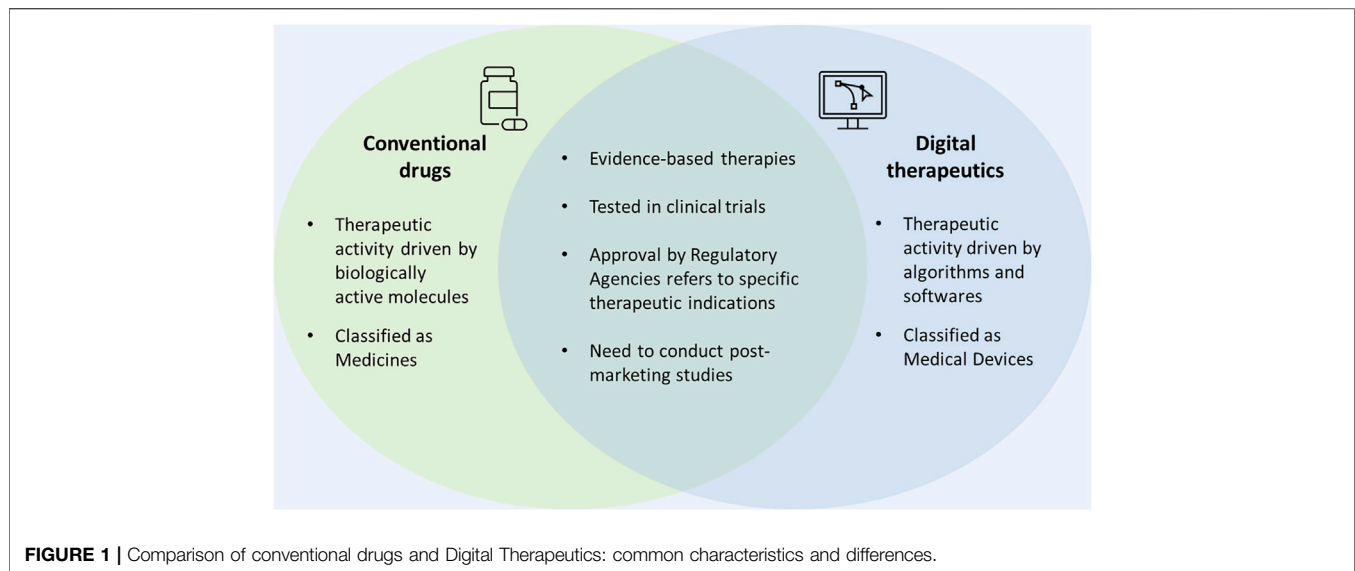 Conventional
drugs
• Therapeutic
activity driven by
biologically
active molecules
• Classified as
Medicines
• Evidence-based therapies
• Tested in clinical trials
• Approval by Regulatory
Agencies refers to specific
therapeutic indications
• Need to conduct post-
marketing studies
Digital
therapeutics
• Therapeutic
activity driven by
algorithms and
softwares
• Classified as
Medical Devices
FIGURE 1 | Comparison of conventional drugs and Digital Therapeutics: common characteristics and differences.